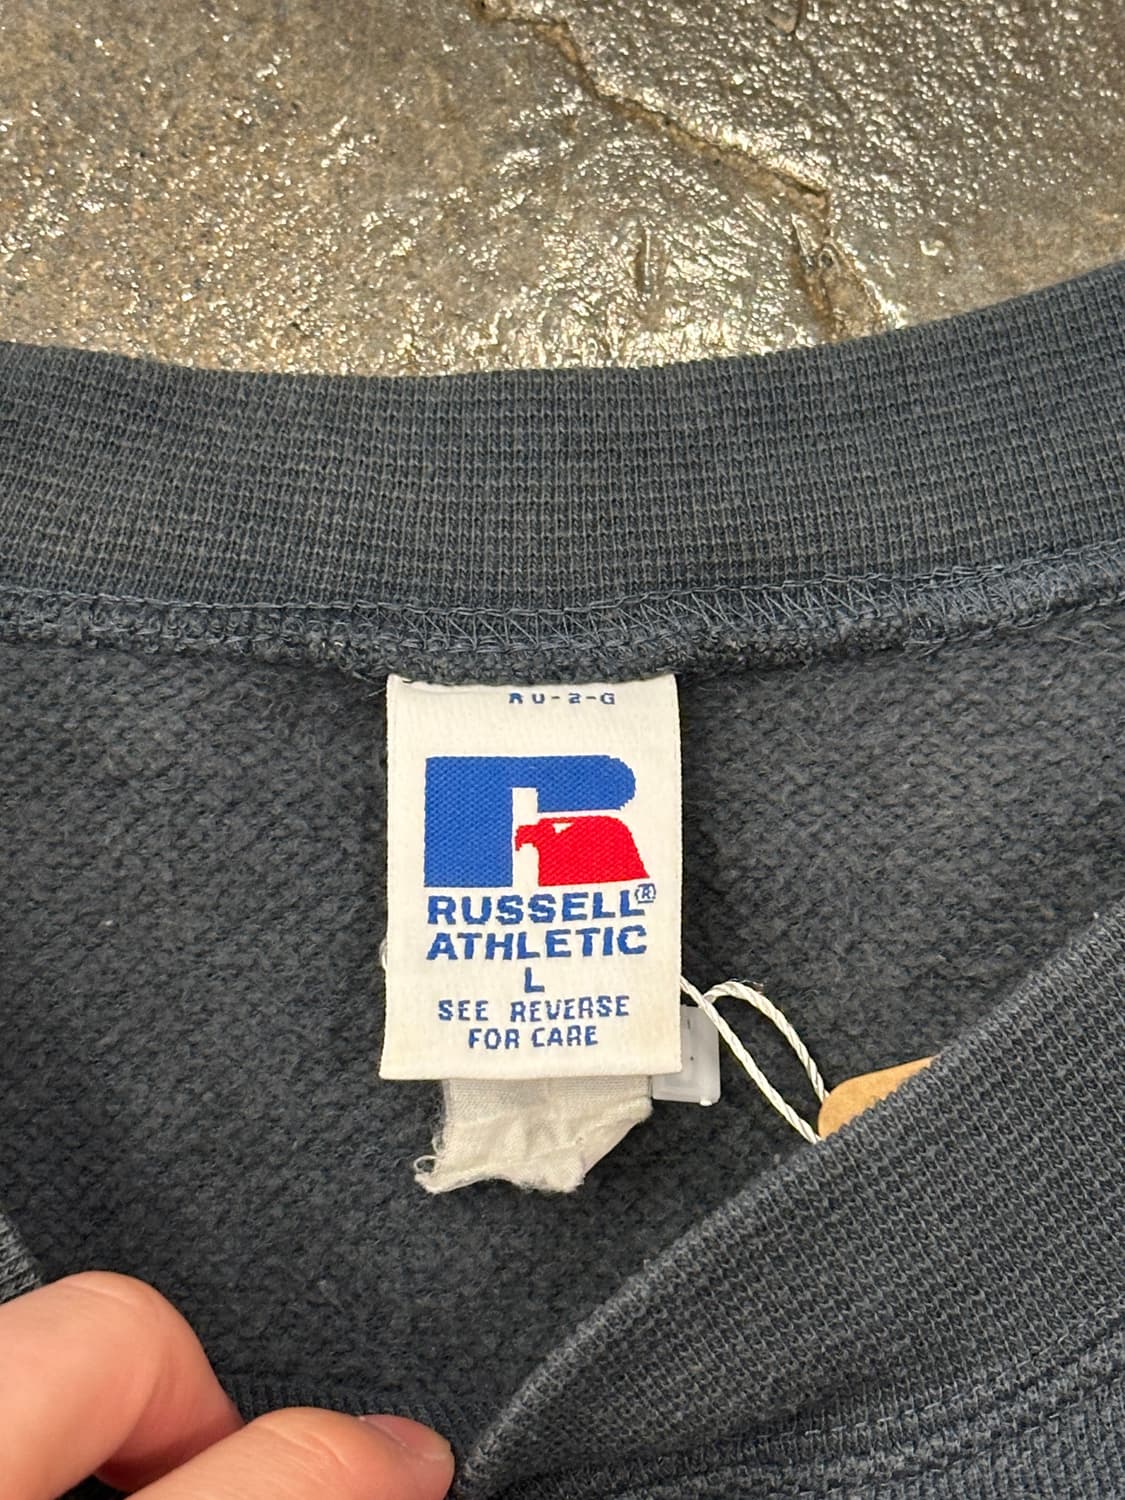 RU-2-G
RUSSELL®
ATHLETIC
L
SEE REVERSE
FOR CARE